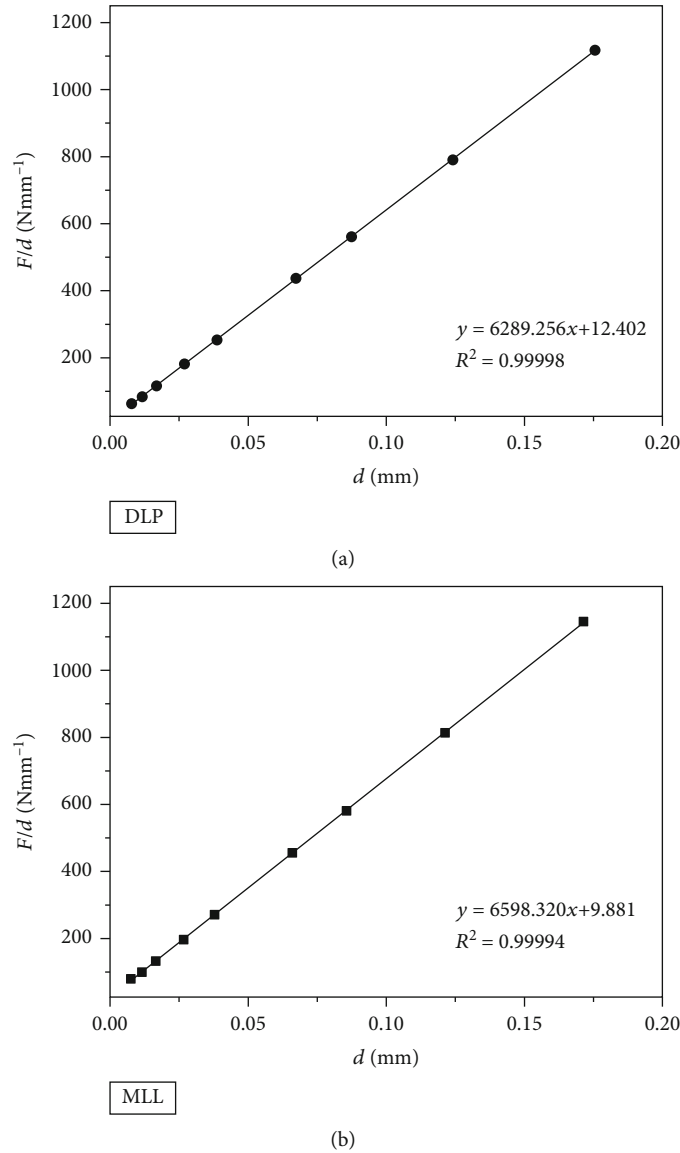 1200
1000
800
600
400
200
F/d (Nmm⁻¹)
y = 6289.256x+12.402
R² = 0.99998
0.00 0.05 0.10 0.15 0.20
d (mm)
DLP
(a)
1200
1000
800
600
400
200
F/d (Nmm⁻¹)
y = 6598.320x+9.881
R² = 0.99994
0.00 0.05 0.10 0.15 0.20
d (mm)
MLL
(b)